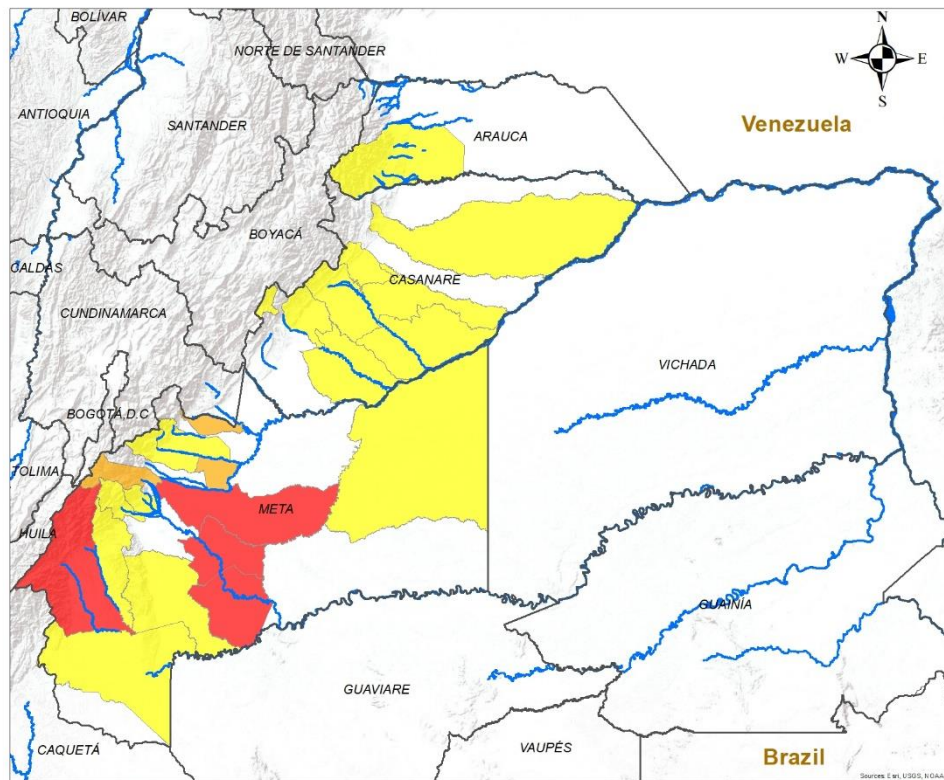 BOLÍVAR
NORTE DE SANTANDER
N
W E
S
ANTIOQUIA
SANTANDER
ARAUCA
Venezuela
BOYACÁ
CALDAS
CASANARE
CUNDINAMARCA
VICHADA
BOGOTÁ,D.C
TOLIMA
META
HUILA
GUAINÍA
GUAVIARE
CAQUETÁ
VAUPÉS
Brazil
Sources: Esri, USGS, NOAA